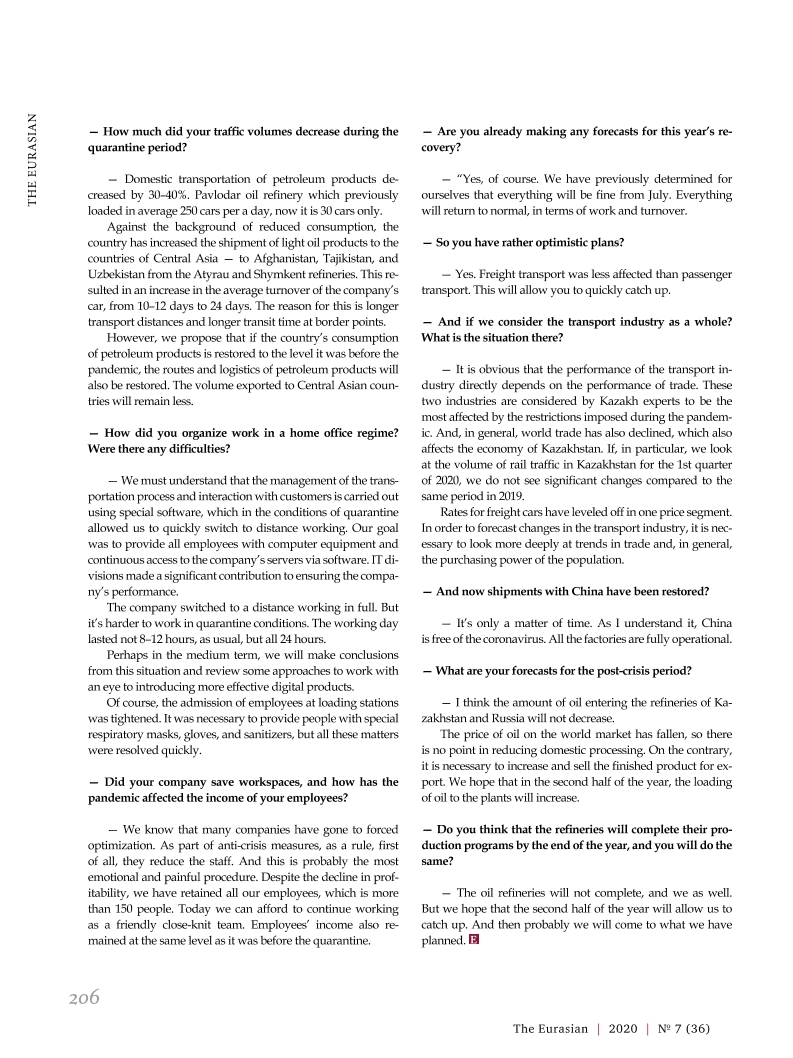 THE EURASIAN
— How much did your traffic volumes decrease during the
quarantine period?
— Domestic transportation of petroleum products de-
creased by 30–40%. Pavlodar oil refinery which previously
loaded in average 250 cars per a day, now it is 30 cars only.
Against the background of reduced consumption, the
country has increased the shipment of light oil products to the
countries of Central Asia — to Afghanistan, Tajikistan, and
Uzbekistan from the Atyrau and Shymkent refineries. This re-
sulted in an increase in the average turnover of the company's
car, from 10–12 days to 24 days. The reason for this is longer
transport distances and longer transit time at border points.
However, we propose that if the country's consumption
of petroleum products is restored to the level it was before the
pandemic, the routes and logistics of petroleum products will
also be restored. The volume exported to Central Asian coun-
tries will remain less.
— How did you organize work in a home office regime?
Were there any difficulties?
— We must understand that the management of the trans-
portation process and interaction with customers is carried out
using special software, which in the conditions of quarantine
allowed us to quickly switch to distance working. Our goal
was to provide all employees with computer equipment and
continuous access to the company's servers via software. IT di-
visions made a significant contribution to ensuring the compa-
ny's performance.
The company switched to a distance working in full. But
it's harder to work in quarantine conditions. The working day
lasted not 8–12 hours, as usual, but all 24 hours.
Perhaps in the medium term, we will make conclusions
from this situation and review some approaches to work with
an eye to introducing more effective digital products.
Of course, the admission of employees at loading stations
was tightened. It was necessary to provide people with special
respiratory masks, gloves, and sanitizers, but all these matters
were resolved quickly.
— Did your company save workspaces, and how has the
pandemic affected the income of your employees?
— We know that many companies have gone to forced
optimization. As part of anti-crisis measures, as a rule, first
of all, they reduce the staff. And this is probably the most
emotional and painful procedure. Despite the decline in prof-
itability, we have retained all our employees, which is more
than 150 people. Today we can afford to continue working
as a friendly close-knit team. Employees' income also re-
mained at the same level as it was before the quarantine.
— Are you already making any forecasts for this year's re-
covery?
— "Yes, of course. We have previously determined for
ourselves that everything will be fine from July. Everything
will return to normal, in terms of work and turnover.
— So you have rather optimistic plans?
— Yes. Freight transport was less affected than passenger
transport. This will allow you to quickly catch up.
— And if we consider the transport industry as a whole?
What is the situation there?
— It is obvious that the performance of the transport in-
dustry directly depends on the performance of trade. These
two industries are considered by Kazakh experts to be the
most affected by the restrictions imposed during the pandem-
ic. And, in general, world trade has also declined, which also
affects the economy of Kazakhstan. If, in particular, we look
at the volume of rail traffic in Kazakhstan for the 1st quarter
of 2020, we do not see significant changes compared to the
same period in 2019.
Rates for freight cars have leveled off in one price segment.
In order to forecast changes in the transport industry, it is nec-
essary to look more deeply at trends in trade and, in general,
the purchasing power of the population.
— And now shipments with China have been restored?
— It's only a matter of time. As I understand it, China
is free of the coronavirus. All the factories are fully operational.
— What are your forecasts for the post-crisis period?
— I think the amount of oil entering the refineries of Ka-
zakhstan and Russia will not decrease.
The price of oil on the world market has fallen, so there
is no point in reducing domestic processing. On the contrary,
it is necessary to increase and sell the finished product for ex-
port. We hope that in the second half of the year, the loading
of oil to the plants will increase.
— Do you think that the refineries will complete their pro-
duction programs by the end of the year, and you will do the
same?
— The oil refineries will not complete, and we as well.
But we hope that the second half of the year will allow us to
catch up. And then probably we will come to what we have
planned. E
206
The Eurasian | 2020 | № 7 (36)